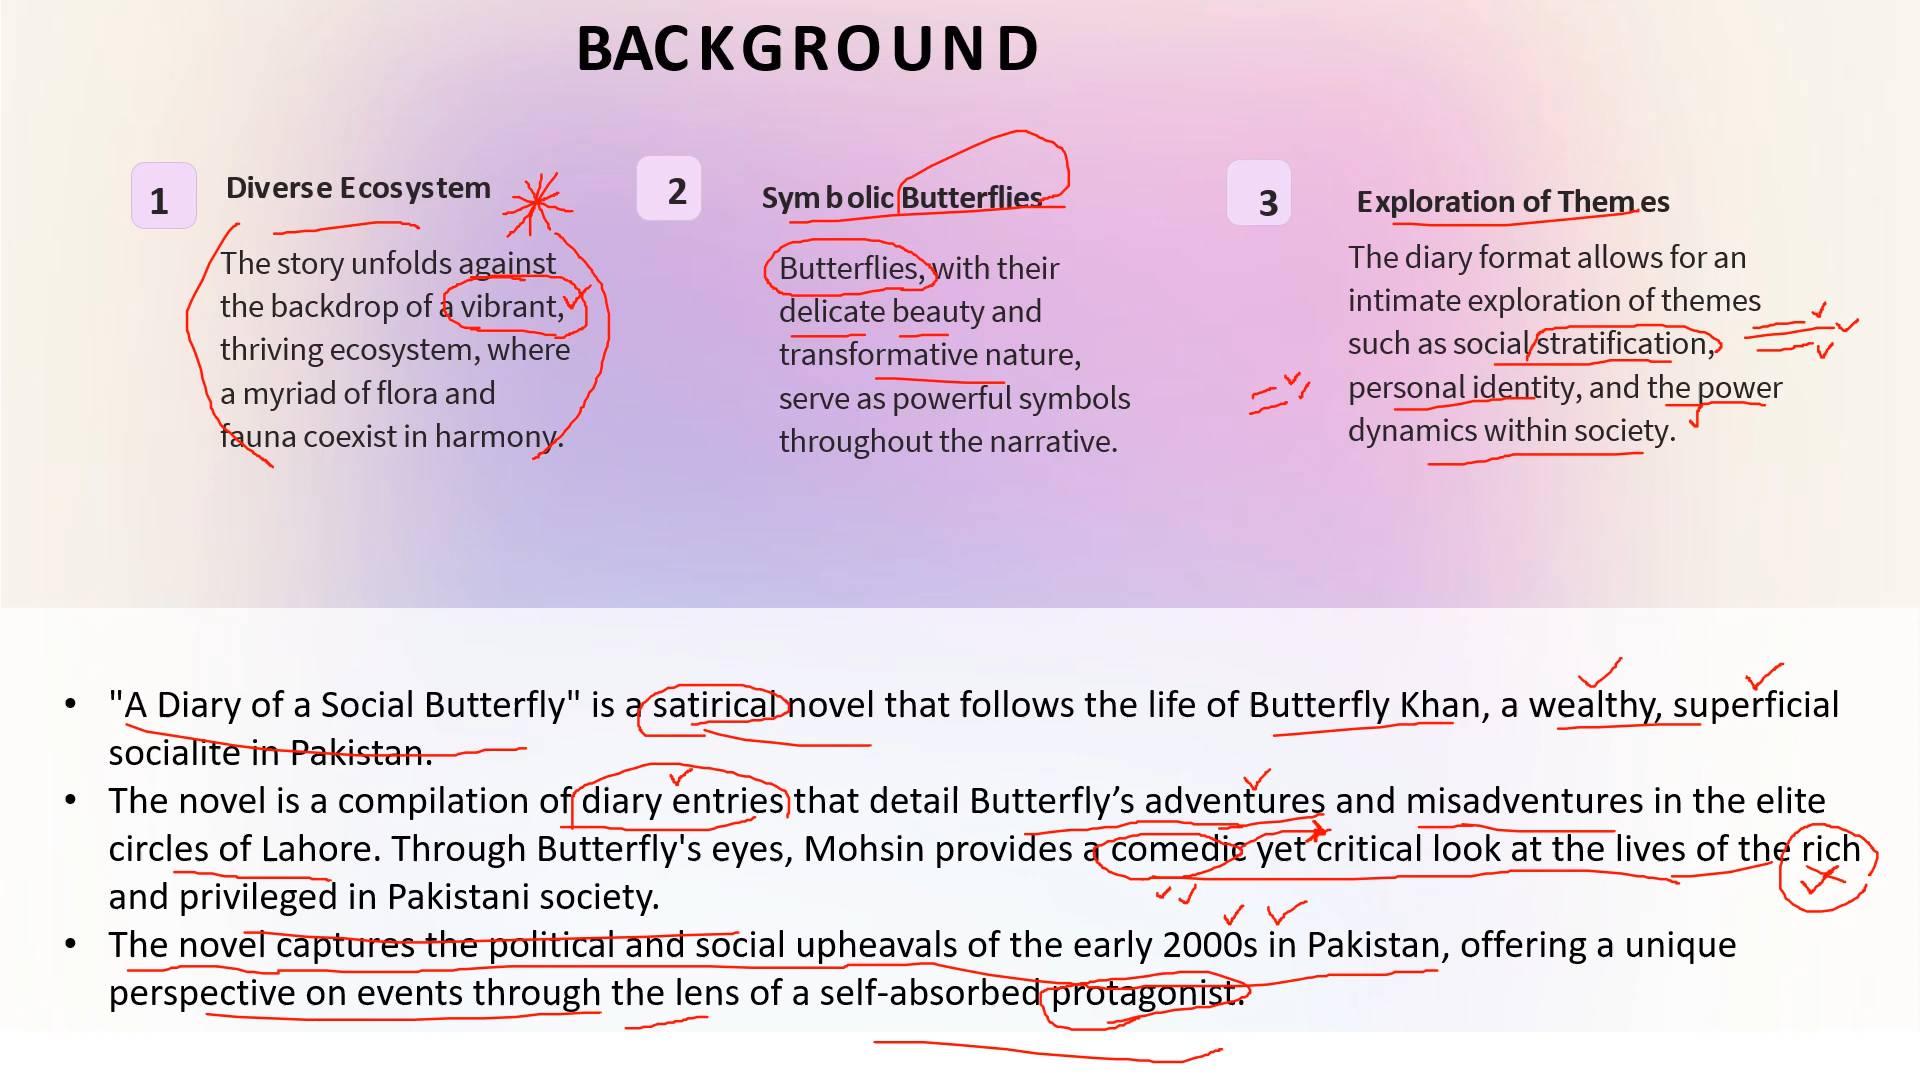 BACKGROUND
1
Diverse Ecosystem
The story unfolds against
the backdrop of a vibrant,
thriving ecosystem, where
a myriad of flora and
fauna coexist in harmony.
2
Symbolic Butterflies
Butterflies, with their
delicate beauty and
transformative nature,
serve as powerful symbols
throughout the narrative.
3
Exploration of Themes
The diary format allows for an
intimate exploration of themes
such as social stratification,
personal identity, and the power
dynamics within society.
• "A Diary of a Social Butterfly" is a satirical novel that follows the life of Butterfly Khan, a wealthy, superficial
socialite in Pakistan.
• The novel is a compilation of diary entries that detail Butterfly’s adventures and misadventures in the elite
circles of Lahore. Through Butterfly's eyes, Mohsin provides a comedic yet critical look at the lives of the rich
and privileged in Pakistani society.
• The novel captures the political and social upheavals of the early 2000s in Pakistan, offering a unique
perspective on events through the lens of a self-absorbed protagonist.